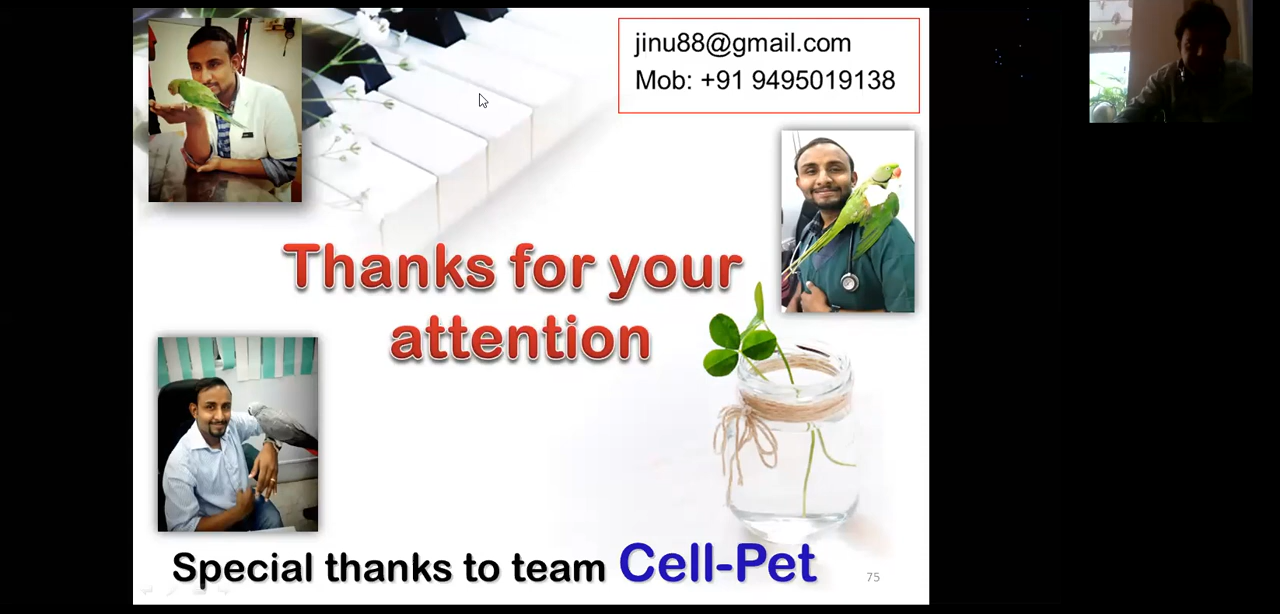 jinu88@gmail.com
Mob: +91 9495019138
Thanks for your
attention
Special thanks to team Cell-Pet
75